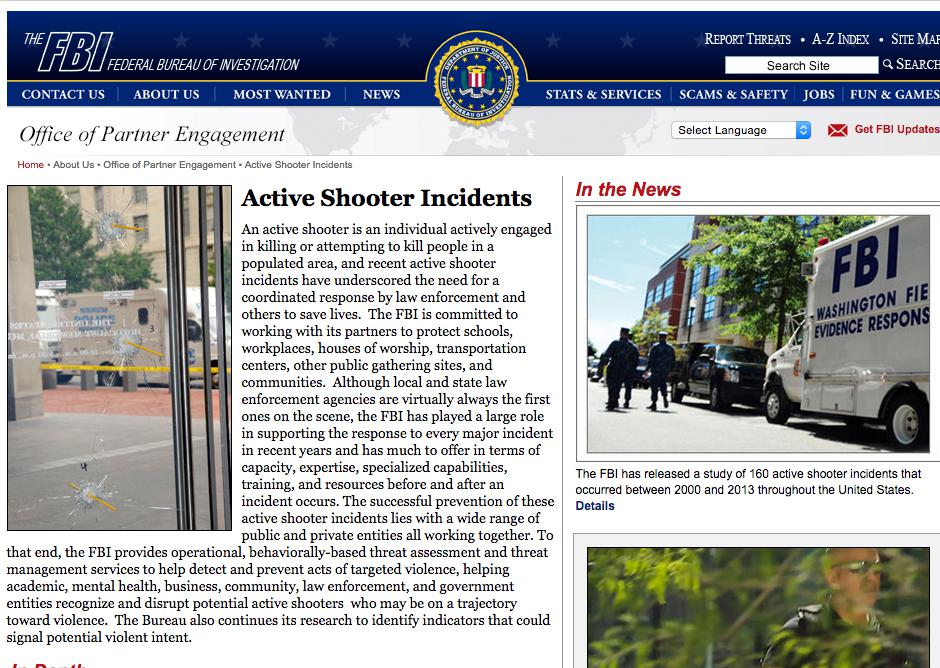 THE FBI FEDERAL BUREAU OF INVESTIGATION
REPORT THREATS • A-Z INDEX • SITE MAP
Search Site
SEARCH
CONTACT US ABOUT US MOST WANTED NEWS STATS & SERVICES SCAMS & SAFETY JOBS FUN & GAMES
DEPARTMENT OF JUSTICE
FEDERAL BUREAU OF INVESTIGATION
Office of Partner Engagement
Select Language
Get FBI Updates
Home • About Us • Office of Partner Engagement • Active Shooter Incidents
Active Shooter Incidents
An active shooter is an individual actively engaged
in killing or attempting to kill people in a
populated area, and recent active shooter
incidents have underscored the need for a
coordinated response by law enforcement and
others to save lives.  The FBI is committed to
working with its partners to protect schools,
workplaces, houses of worship, transportation
centers, other public gathering sites, and
communities.  Although local and state law
enforcement agencies are virtually always the first
ones on the scene, the FBI has played a large role
in supporting the response to every major incident
in recent years and has much to offer in terms of
capacity, expertise, specialized capabilities,
training, and resources before and after an
incident occurs. The successful prevention of these
active shooter incidents lies with a wide range of
public and private entities all working together. To
that end, the FBI provides operational, behaviorally-based threat assessment and threat
management services to help detect and prevent acts of targeted violence, helping
academic, mental health, business, community, law enforcement, and government
entities recognize and disrupt potential active shooters  who may be on a trajectory
toward violence.  The Bureau also continues its research to identify indicators that could
signal potential violent intent.
In Depth
In the News
FBI
WASHINGTON FIE
EVIDENCE RESPONS
The FBI has released a study of 160 active shooter incidents that
occurred between 2000 and 2013 throughout the United States.
Details